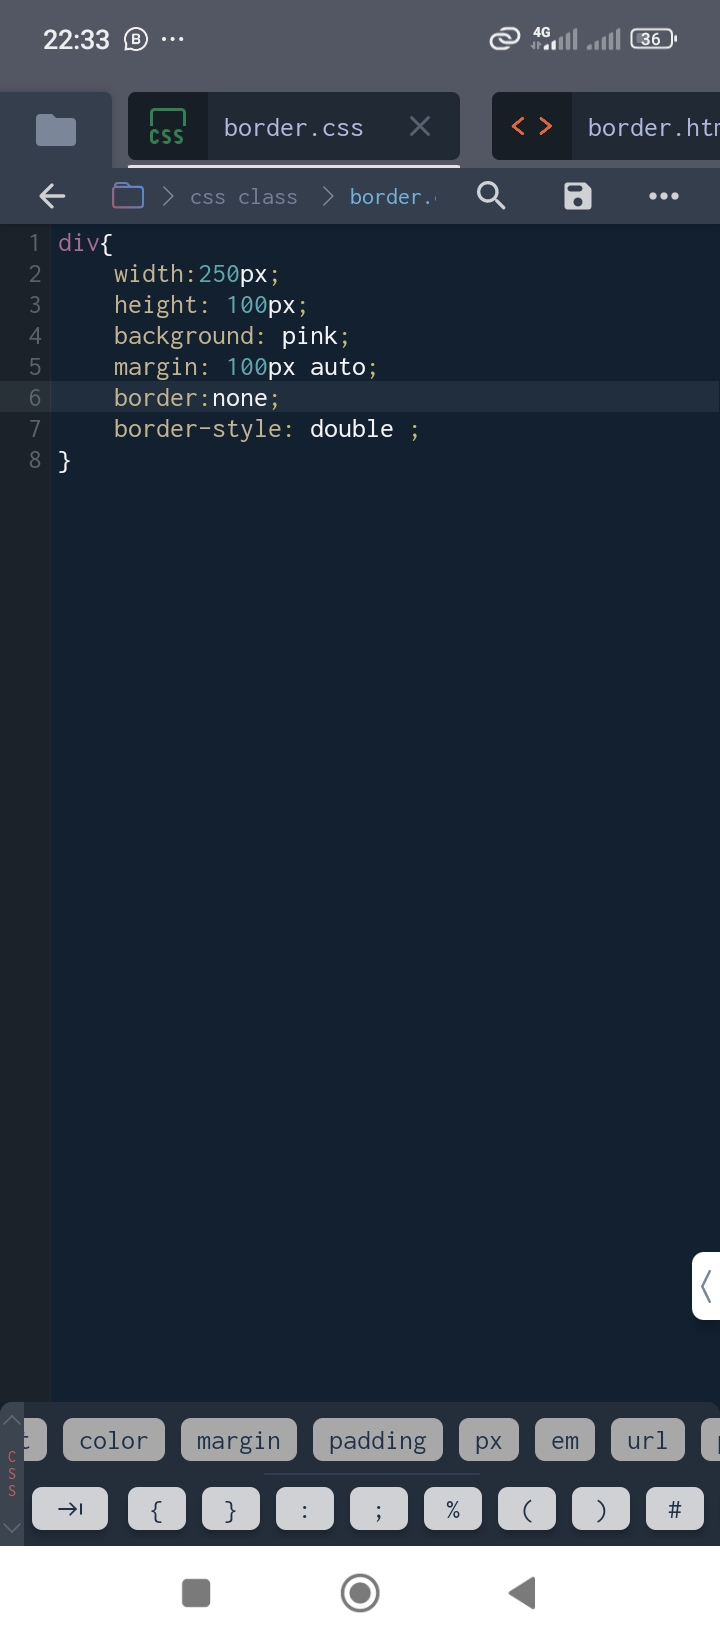 22:33 B ... 4G 36
CSS border.css border.htm
css class border.
1 div{
2 width:250px;
3 height: 100px;
4 background: pink;
5 margin: 100px auto;
6 border:none;
7 border-style: double ;
8 }
CSS
t color margin padding px em url
{ } : ; % ( ) #